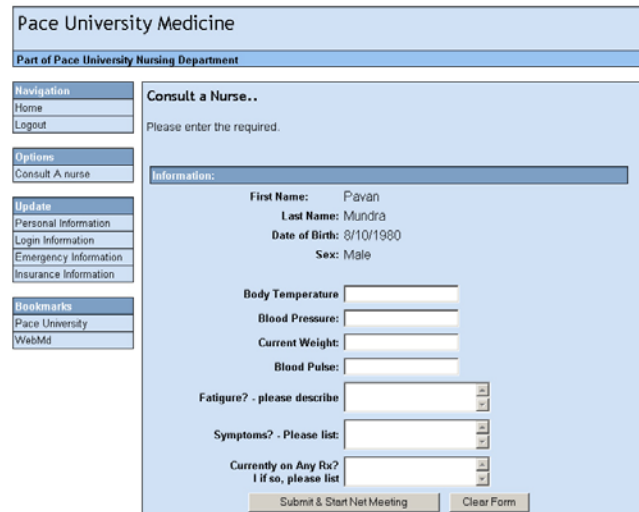 Pace University Medicine
Part of Pace University Nursing Department
Navigation
Home
Logout
Options
Consult A nurse
Update
Personal Information
Login Information
Emergency Information
Insurance Information
Bookmarks
Pace University
WebMd
Consult a Nurse..
Please enter the required.
Information:
First Name: Pavan
Last Name: Mundra
Date of Birth: 8/10/1980
Sex: Male
Body Temperature
Blood Pressure:
Current Weight:
Blood Pulse:
Fatigure? - please describe
Symptoms? - Please list:
Currently on Any Rx?
I if so, please list
Submit & Start Net Meeting Clear Form